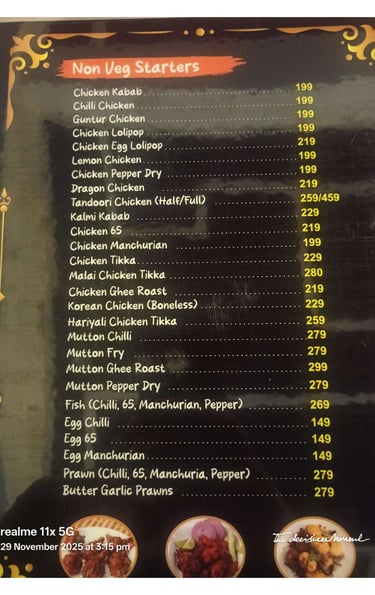 Non Veg Starters
Chicken Kabab 199
Chilli Chicken 199
Guntur Chicken 199
Chicken Lolipop 199
Chicken Egg Lolipop 219
Lemon Chicken 199
Chicken Pepper Dry 199
Dragon Chicken 219
Tandoori Chicken (Half/Full) 259/459
Kalmi Kabab 229
Chicken 65 219
Chicken Manchurian 199
Chicken Tikka 229
Malai Chicken Tikka 280
Chicken Ghee Roast 219
Korean Chicken (Boneless) 229
Hariyali Chicken Tikka 259
Mutton Chilli 279
Mutton Fry 279
Mutton Ghee Roast 299
Mutton Pepper Dry 279
Fish (Chilli, 65, Manchurian, Pepper) 269
Egg Chilli 149
Egg 65 149
Egg Manchurian 149
Prawn (Chilli, 65, Manchuria, Pepper) 279
Butter Garlic Prawns 279
realme 11x 5G
29 November 2025 at 3:15 pm